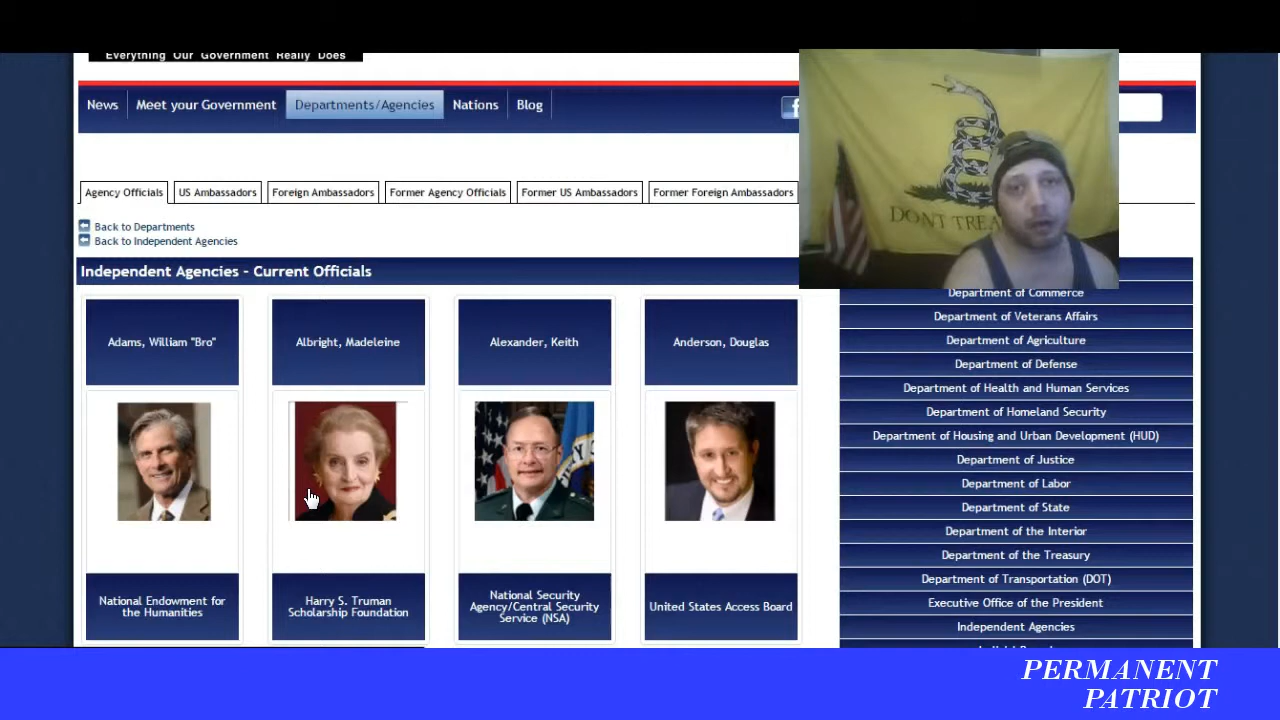 Everything Our Government Really Does
News
Meet your Government
Departments/Agencies
Nations
Blog
f
Agency Officials
US Ambassadors
Foreign Ambassadors
Former Agency Officials
Former US Ambassadors
Former Foreign Ambassadors
DONT TREA
Back to Departments
Back to Independent Agencies
Independent Agencies - Current Officials
Adams, William "Bro"
Albright, Madeleine
Alexander, Keith
Anderson, Douglas
National Endowment for
the Humanities
Harry S. Truman
Scholarship Foundation
National Security
Agency/Central Security
Service (NSA)
United States Access Board
Department of Commerce
Department of Veterans Affairs
Department of Agriculture
Department of Defense
Department of Health and Human Services
Department of Homeland Security
Department of Housing and Urban Development (HUD)
Department of Justice
Department of Labor
Department of State
Department of the Interior
Department of the Treasury
Department of Transportation (DOT)
Executive Office of the President
Independent Agencies
PERMANENT
PATRIOT